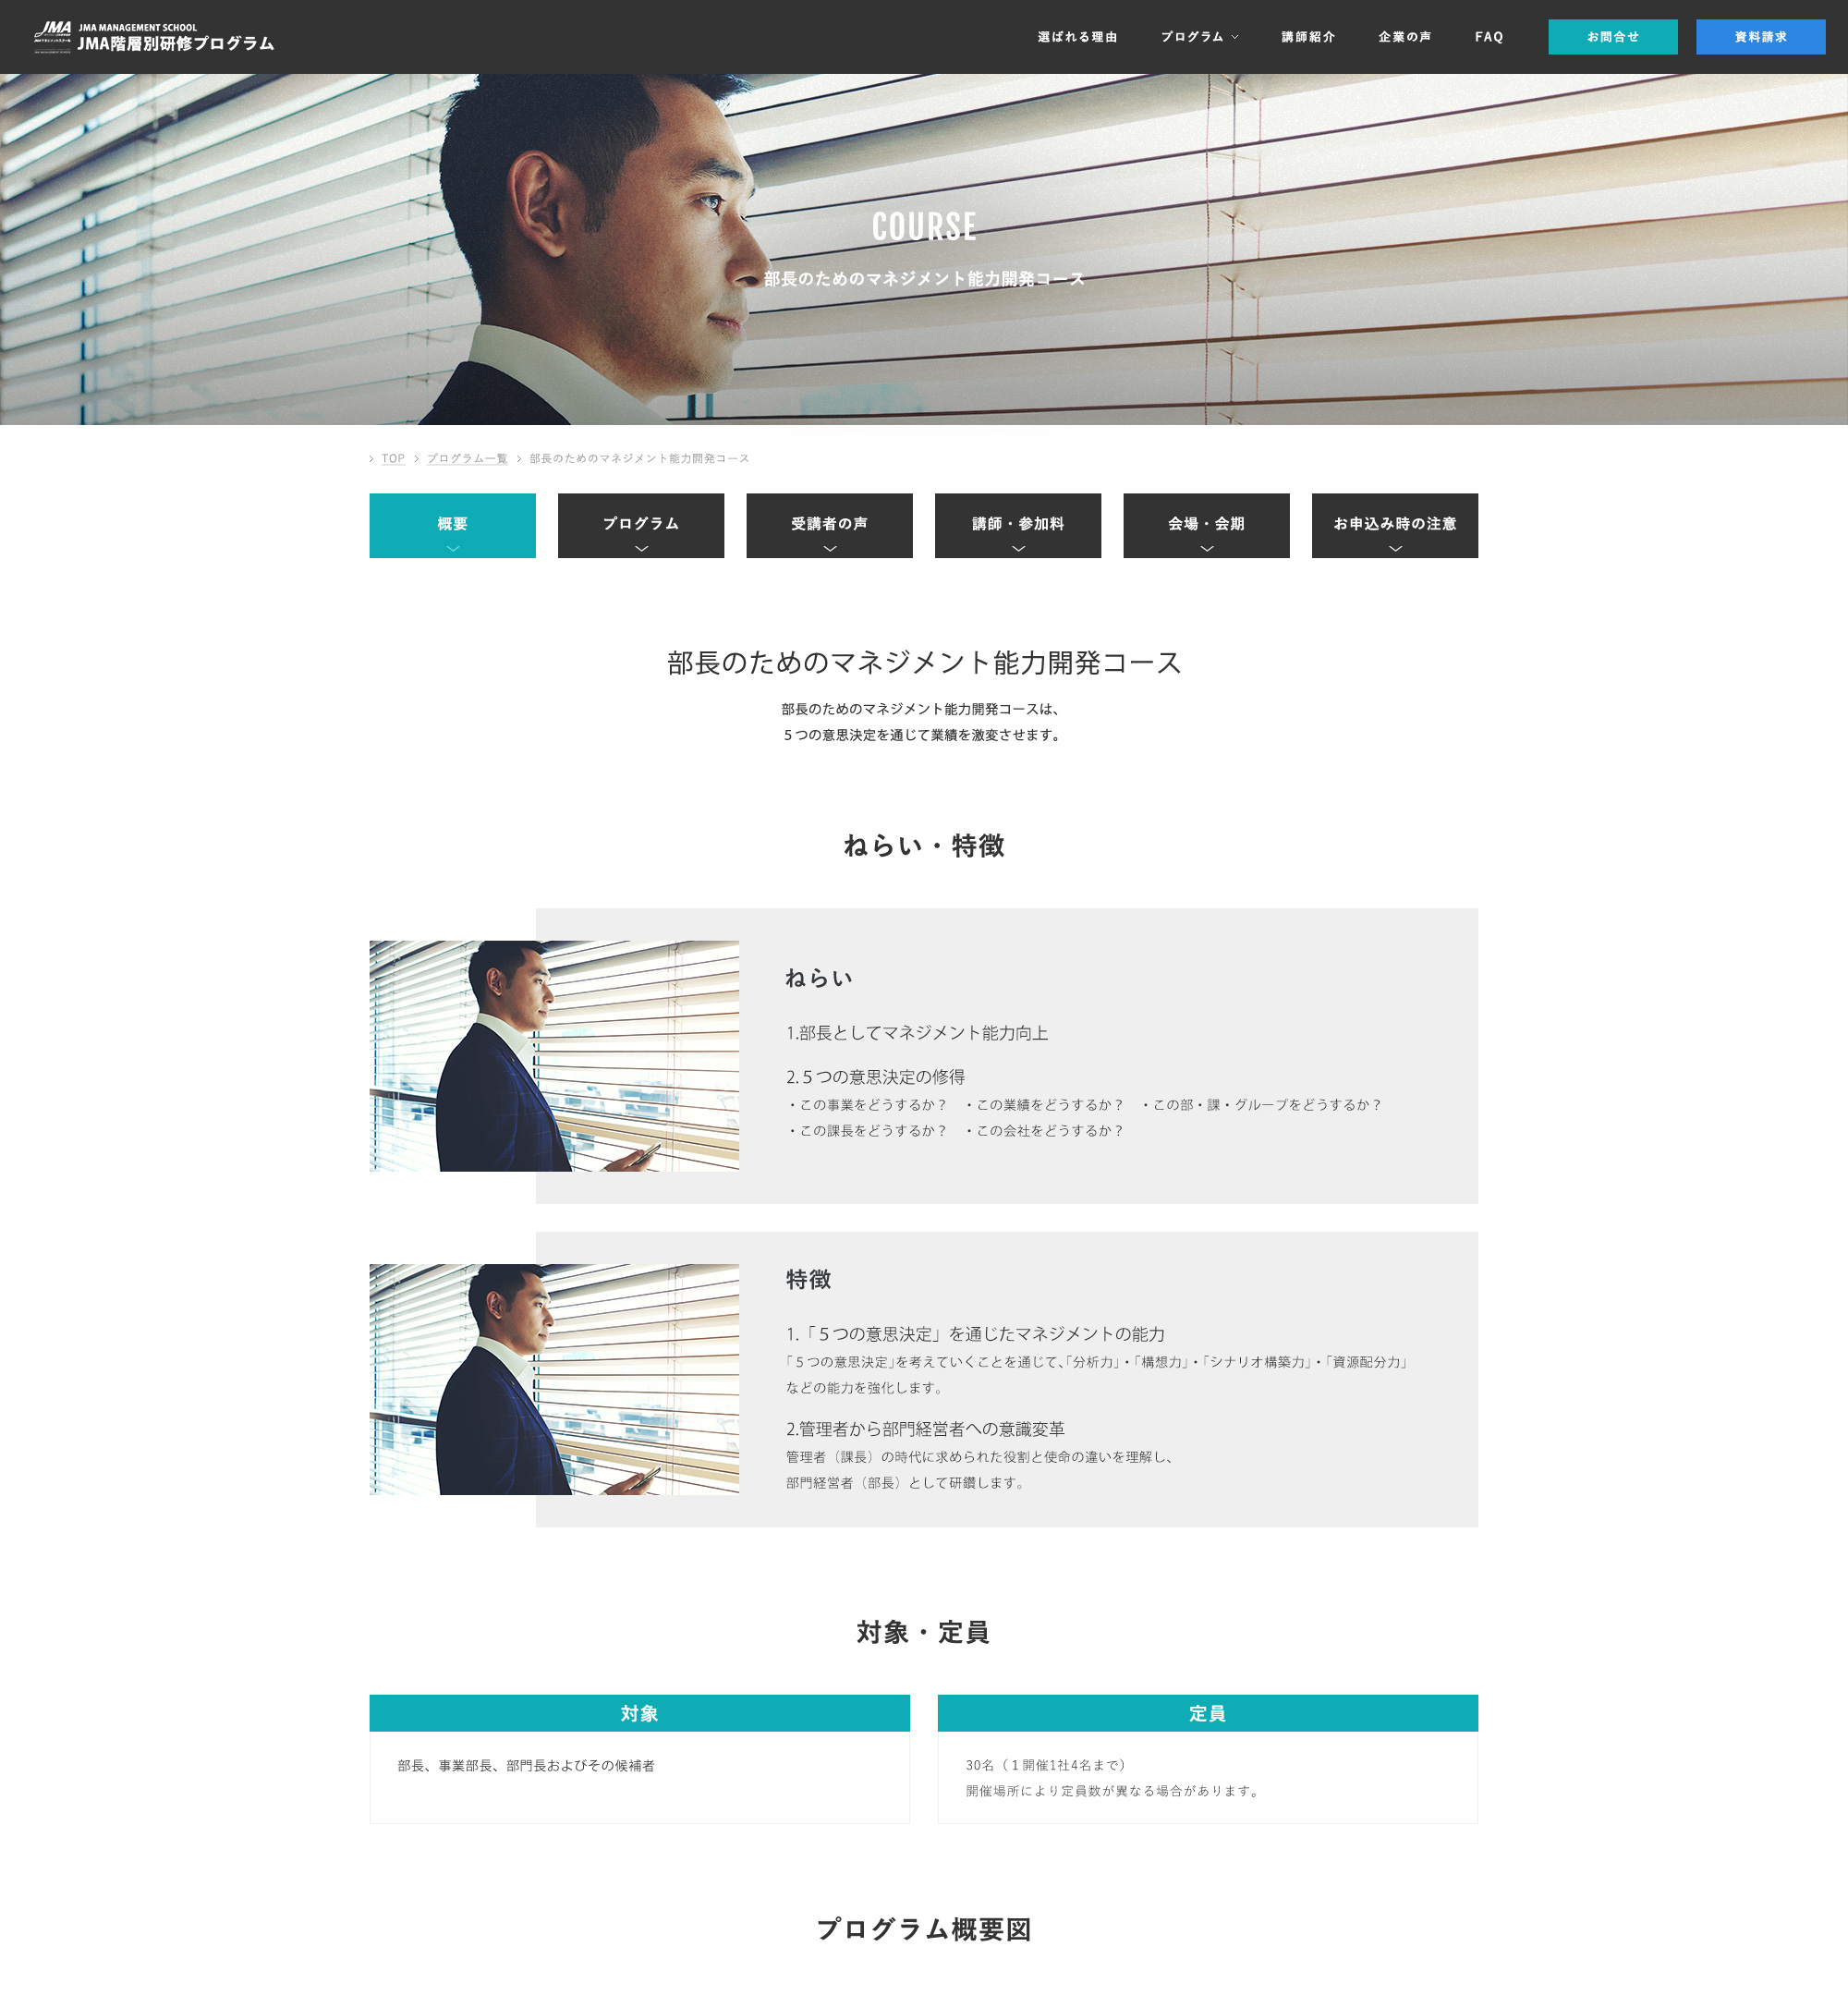 JMA
JMA MANAGEMENT SCHOOL
JMA階層別研修プログラム
選ばれる理由
プログラム
講師紹介
企業の声
FAQ
お問合せ
資料請求
COURSE
部長のためのマネジメント能力開発コース
TOP
プログラム一覧
部長のためのマネジメント能力開発コース
概要
プログラム
受講者の声
講師・参加料
会場・会期
お申込み時の注意
部長のためのマネジメント能力開発コース
部長のためのマネジメント能力開発コースは、
５つの意思決定を通じて業績を激変させます。
ねらい・特徴
ねらい
1.部長としてマネジメント能力向上
2.５つの意思決定の修得
・この事業をどうするか？　・この業績をどうするか？　・この部・課・グループをどうするか？
・この課長をどうするか？　・この会社をどうするか？
特徴
1.「５つの意思決定」を通じたマネジメントの能力
「５つの意思決定」を考えていくことを通じて、「分析力」・「構想力」・「シナリオ構築力」・「資源配分力」
などの能力を強化します。
2.管理者から部門経営者への意識変革
管理者（課長）の時代に求められた役割と使命の違いを理解し、
部門経営者（部長）として研鑽します。
対象・定員
対象
部長、事業部長、部門長およびその候補者
定員
30名（１開催1社4名まで）
開催場所により定員数が異なる場合があります。
プログラム概要図